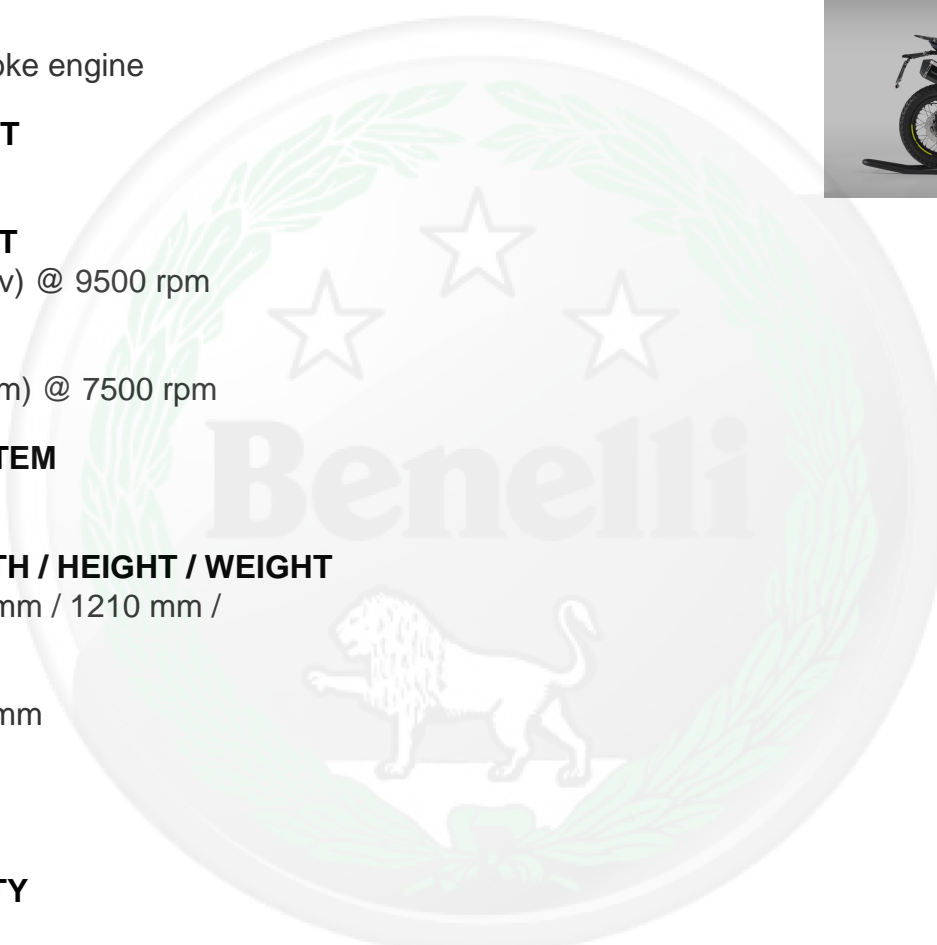 oke engine
T
T
v) @ 9500 rpm
m) @ 7500 rpm
TEM
Benelli
TH / HEIGHT / WEIGHT
mm / 1210 mm /
mm
TY